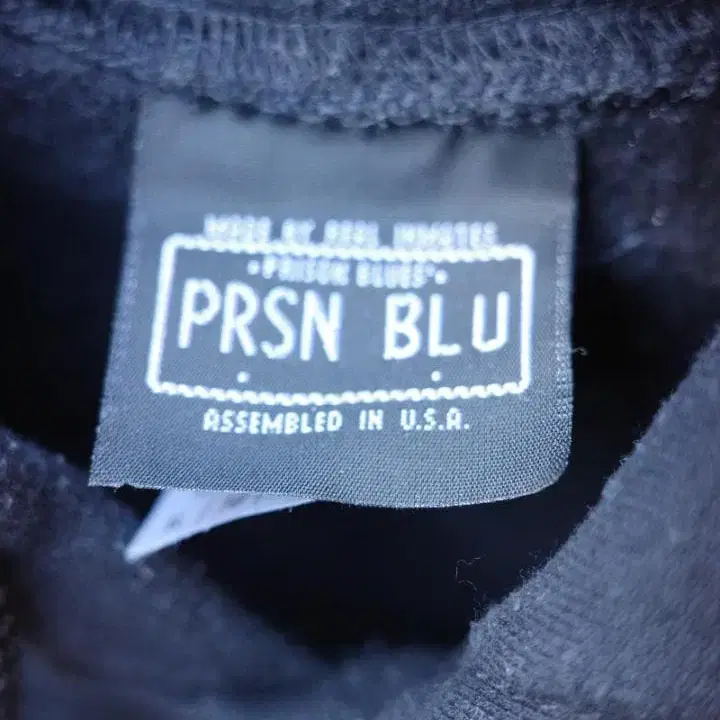 MADE BY REAL INMATES
•PRISON BLUES•
PRSN BLU
ASSEMBLED IN U.S.A.